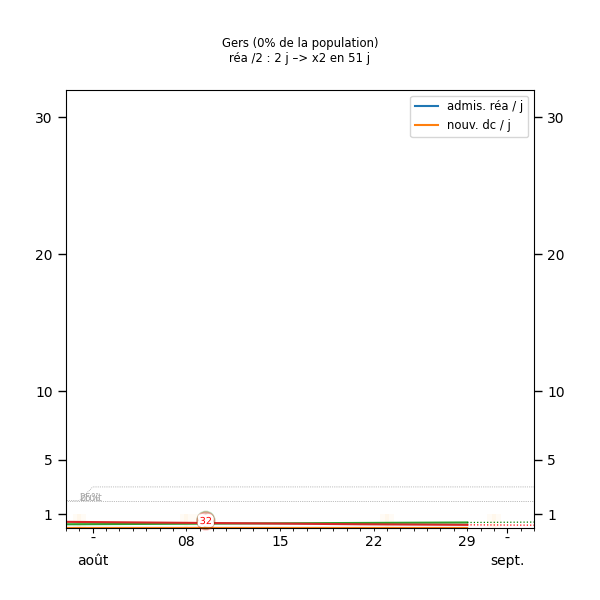 Gers (0% de la population)
réa /2 : 2 j –> x2 en 51 j
admis. réa / j
nouv. dc / j
30
30
20
20
10
10
5
5
1
1
32
-
08
15
22
29
-
août
sept.